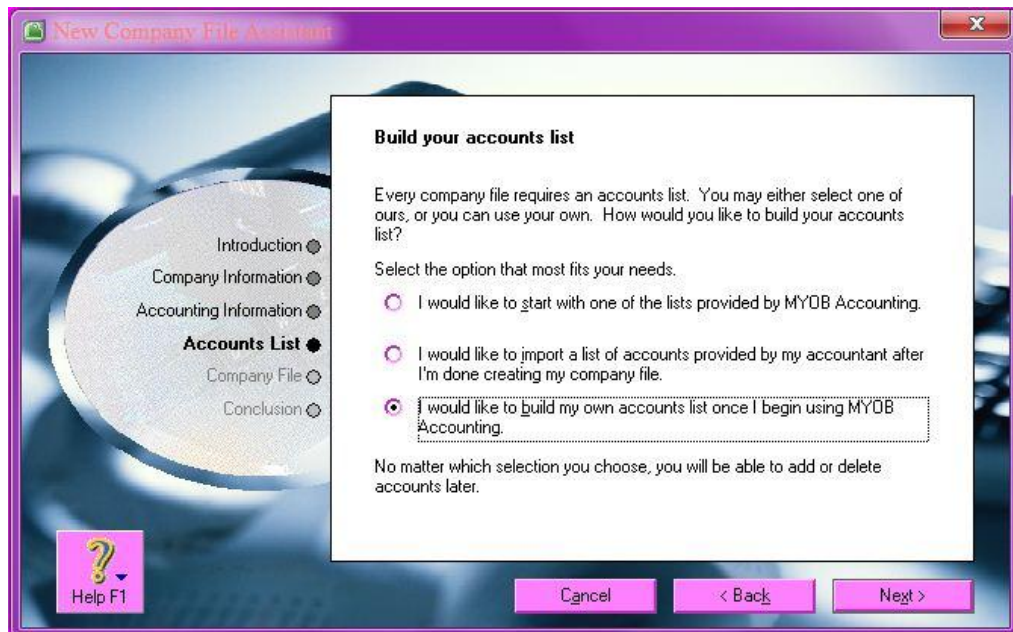 New Company File Assistant
X
Build your accounts list
Every company file requires an accounts list. You may either select one of
ours, or you can use your own. How would you like to build your accounts
list?
Select the option that most fits your needs.
I would like to start with one of the lists provided by MYOB Accounting.
I would like to import a list of accounts provided by my accountant after
I'm done creating my company file.
I would like to build my own accounts list once I begin using MYOB
Accounting.
No matter which selection you choose, you will be able to add or delete
accounts later.
Introduction
Company Information
Accounting Information
Accounts List
Company File
Conclusion
?
Help F1
Cancel
< Back
Next >